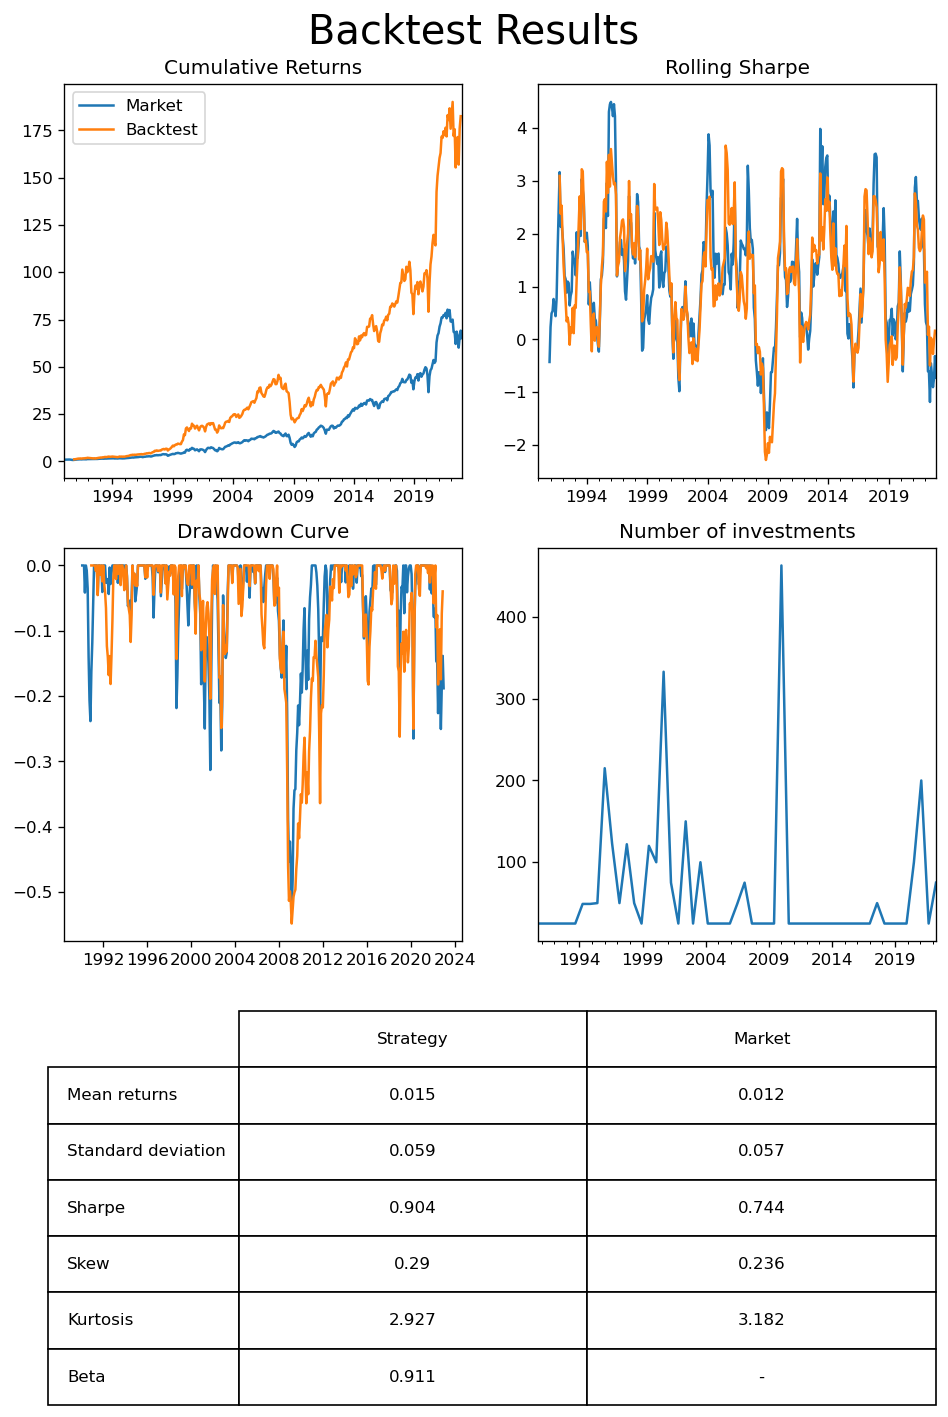 Backtest Results
Cumulative Returns
Market
Backtest
175
150
125
100
75
50
25
0
1994 1999 2004 2009 2014 2019
Rolling Sharpe
4
3
2
1
0
−1
−2
1994 1999 2004 2009 2014 2019
Drawdown Curve
0.0
−0.1
−0.2
−0.3
−0.4
−0.5
1992 1996 2000 2004 2008 2012 2016 2020 2024
Number of investments
400
300
200
100
1994 1999 2004 2009 2014 2019
Strategy Market
Mean returns 0.015 0.012
Standard deviation 0.059 0.057
Sharpe 0.904 0.744
Skew 0.29 0.236
Kurtosis 2.927 3.182
Beta 0.911 -